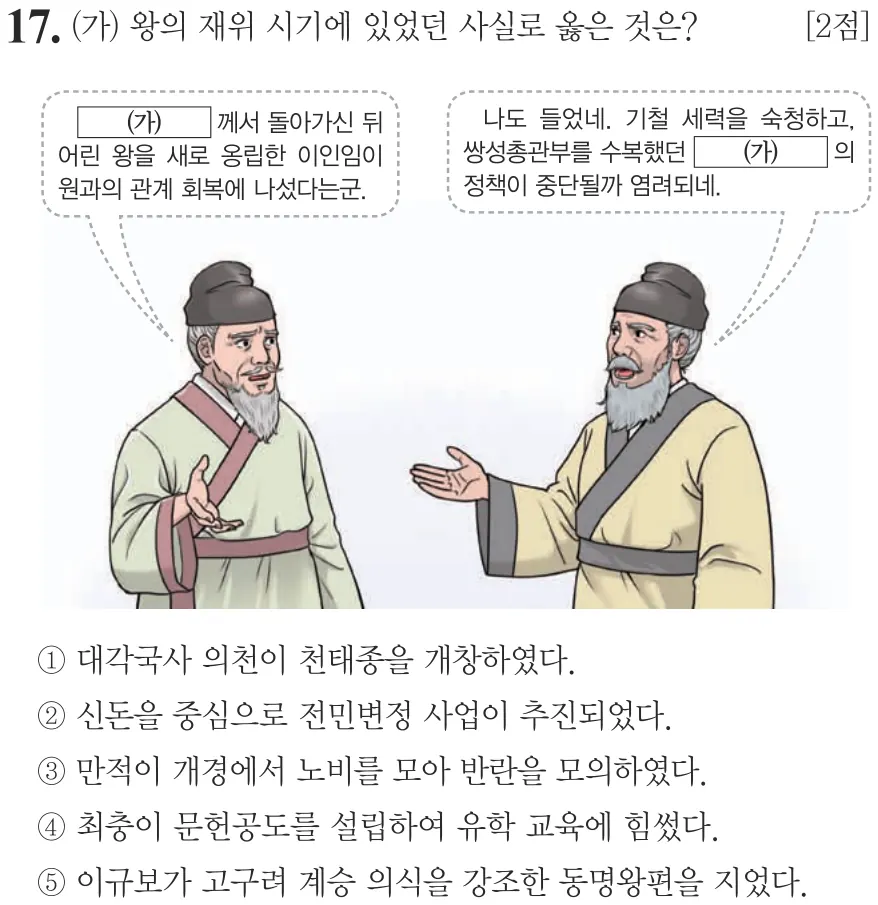 17. (가) 왕의 재위 시기에 있었던 사실로 옳은 것은? [2점]
(가) 께서 돌아가신 뒤
어린 왕을 새로 옹립한 이인임이
원과의 관계 회복에 나섰다는군.
나도 들었네. 기철 세력을 숙청하고,
쌍성총관부를 수복했던 (가) 의
정책이 중단될까 염려되네.
① 대각국사 의천이 천태종을 개창하였다.
② 신돈을 중심으로 전민변정 사업이 추진되었다.
③ 만적이 개경에서 노비를 모아 반란을 모의하였다.
④ 최충이 문헌공도를 설립하여 유학 교육에 힘썼다.
⑤ 이규보가 고구려 계승 의식을 강조한 동명왕편을 지었다.